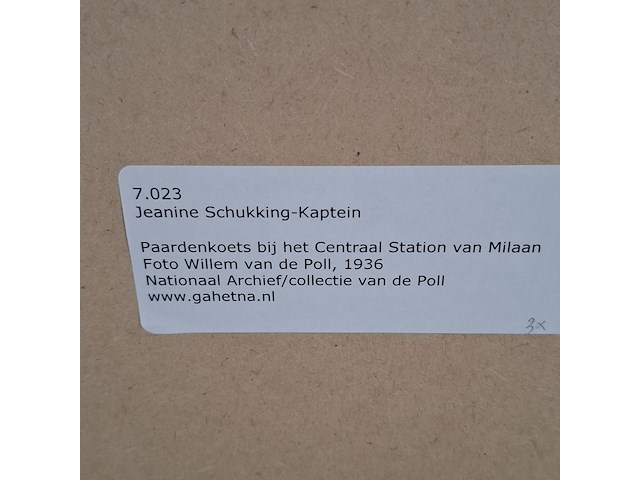 7.023
Jeanine Schukking-Kaptein
Paardenkoets bij het Centraal Station van Milaan
Foto Willem van de Poll, 1936
Nationaal Archief/collectie van de Poll
www.gahetna.nl
3x